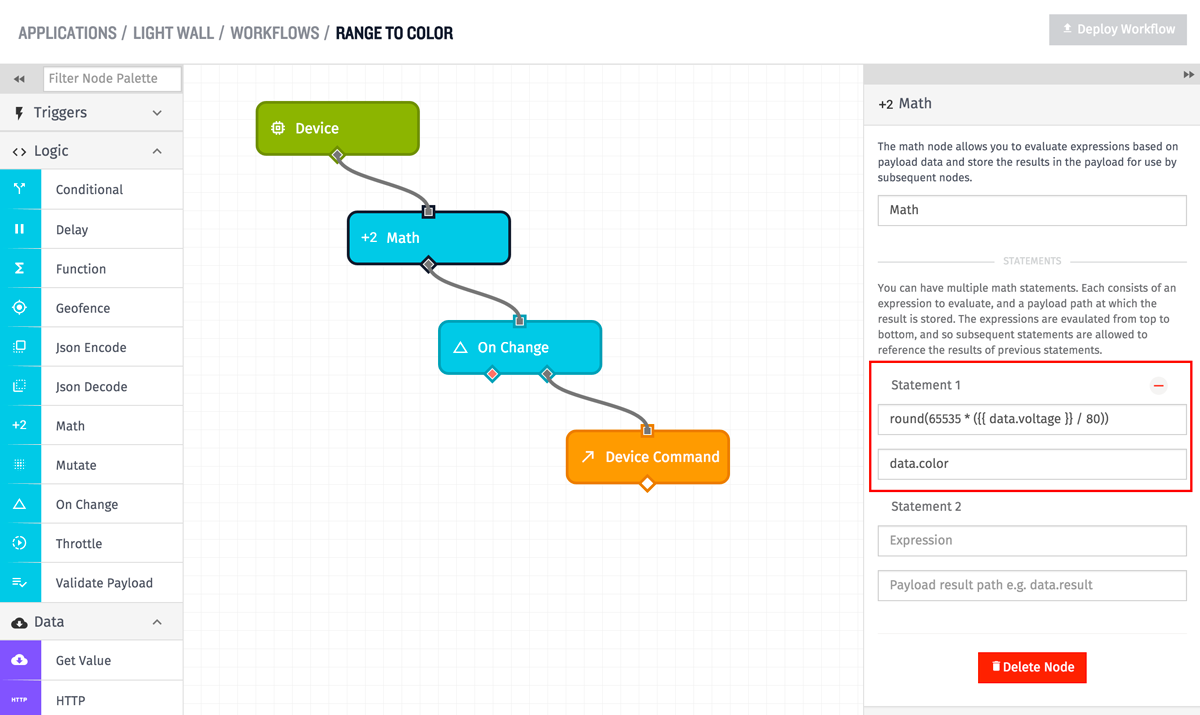 APPLICATIONS / LIGHT WALL / WORKFLOWS / RANGE TO COLOR
Deploy Workflow
Filter Node Palette
Triggers
Logic
Conditional
Delay
Function
Geofence
Json Encode
Json Decode
+2 Math
Mutate
On Change
Throttle
Validate Payload
Data
Get Value
HTTP HTTP
Device
+2 Math
On Change
Device Command
+2 Math
The math node allows you to evaluate expressions based on
payload data and store the results in the payload for use by
subsequent nodes.
Math
STATEMENTS
You can have multiple math statements. Each consists of an
expression to evaluate, and a payload path at which the
result is stored. The expressions are evaulated from top to
bottom, and so subsequent statements are allowed to
reference the results of previous statements.
Statement 1
round(65535 * ({{ data.voltage }} / 80))
data.color
Statement 2
Expression
Payload result path e.g. data.result
Delete Node